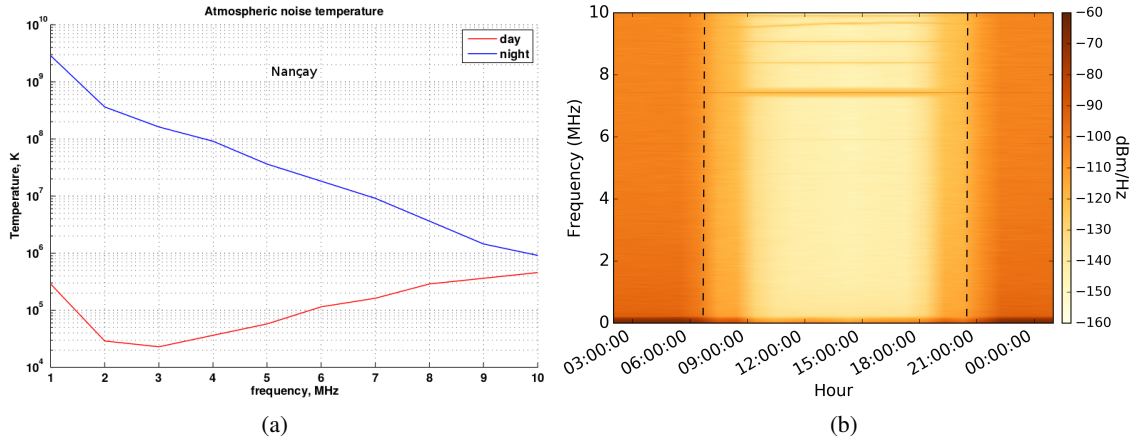 Atmospheric noise temperature
10^10
10^9
10^8
10^7
10^6
10^5
10^4
Temperature, K
day
night
Nançay
1 2 3 4 5 6 7 8 9 10
frequency, MHz
(a)
10
8
6
4
2
0
Frequency (MHz)
03:00:00 06:00:00 09:00:00 12:00:00 15:00:00 18:00:00 21:00:00 00:00:00
Hour
−60
−70
−80
−90
−100
−110
−120
−130
−140
−150
−160
dBm/Hz
(b)